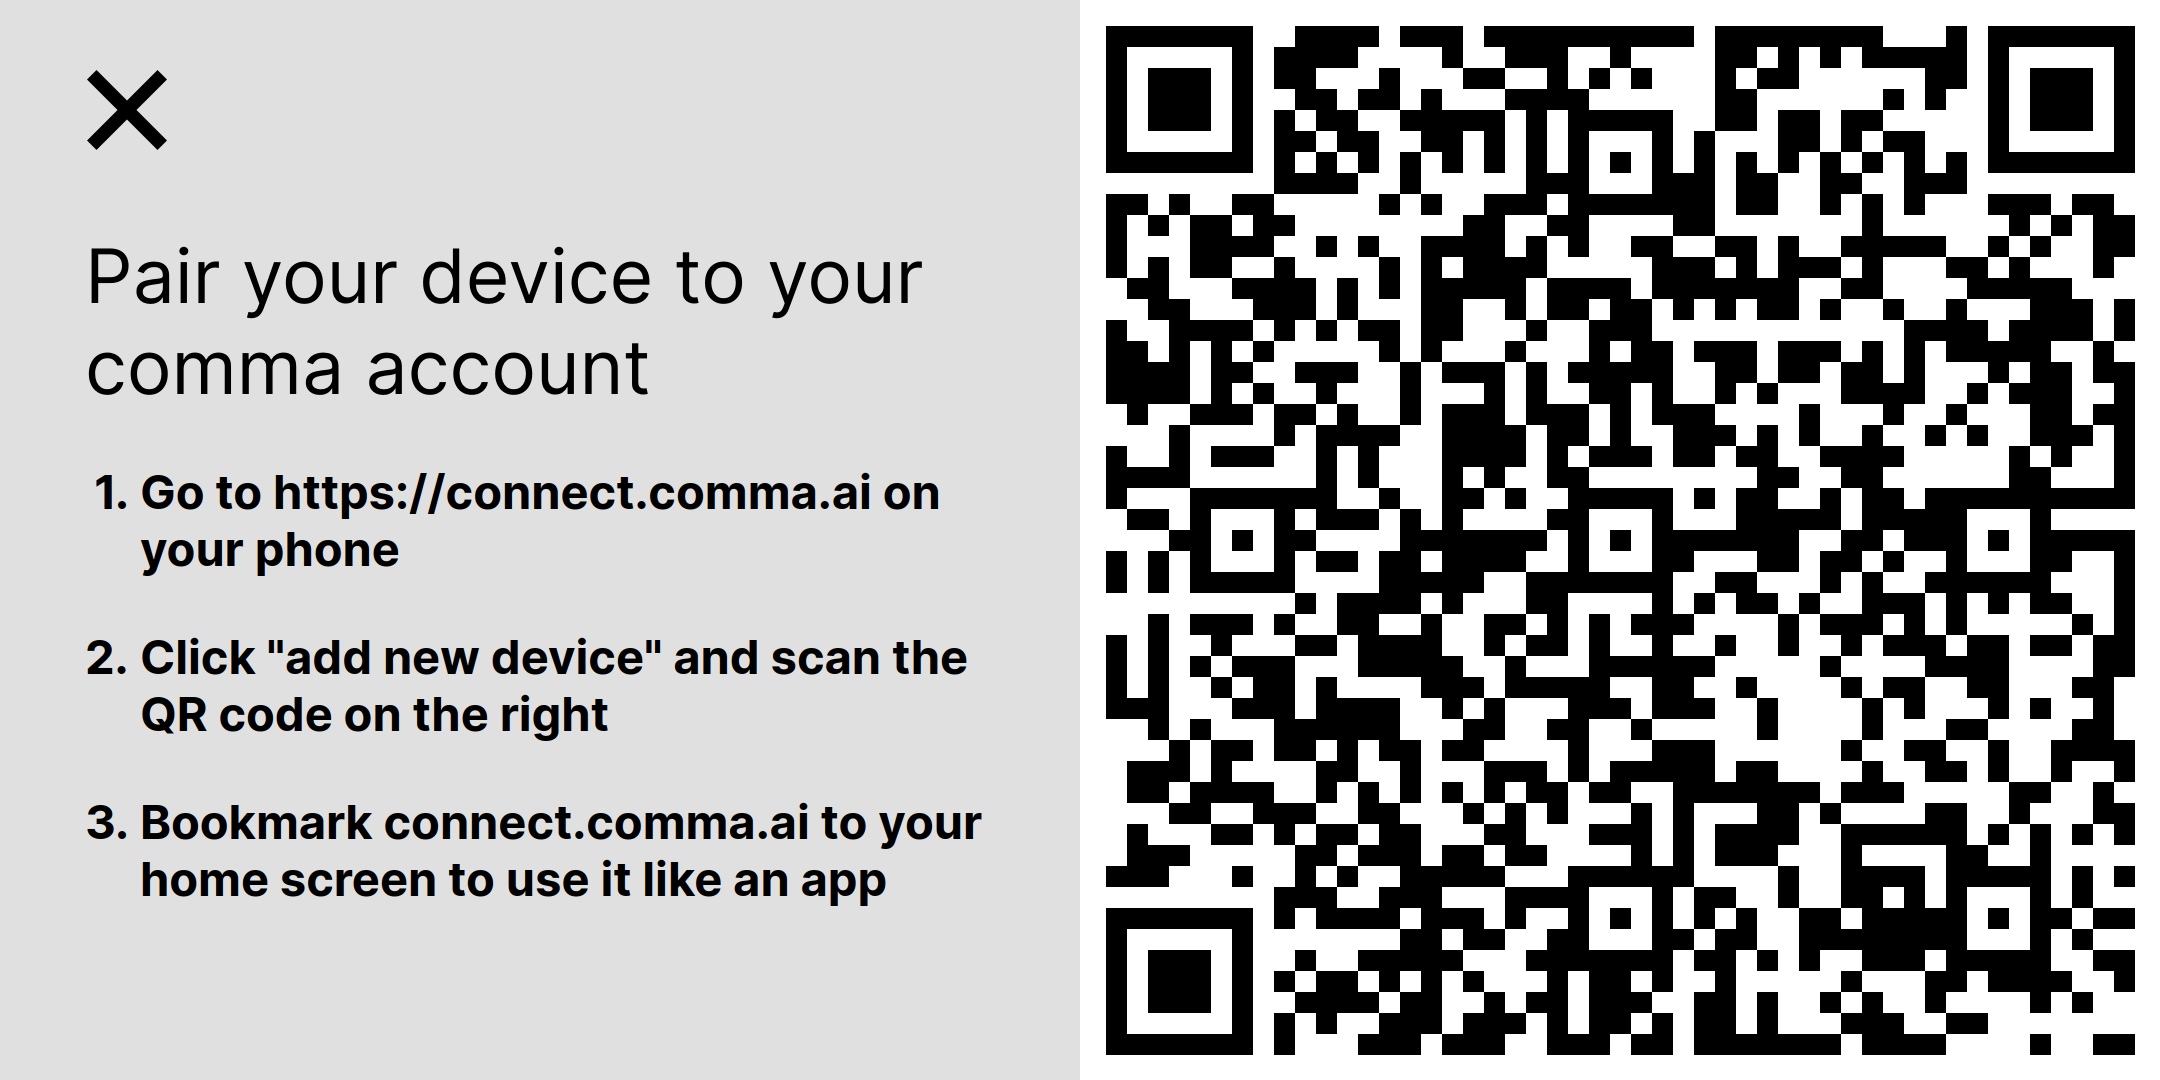 Pair your device to your
comma account
1. Go to https://connect.comma.ai on
your phone
2. Click "add new device" and scan the
QR code on the right
3. Bookmark connect.comma.ai to your
home screen to use it like an app